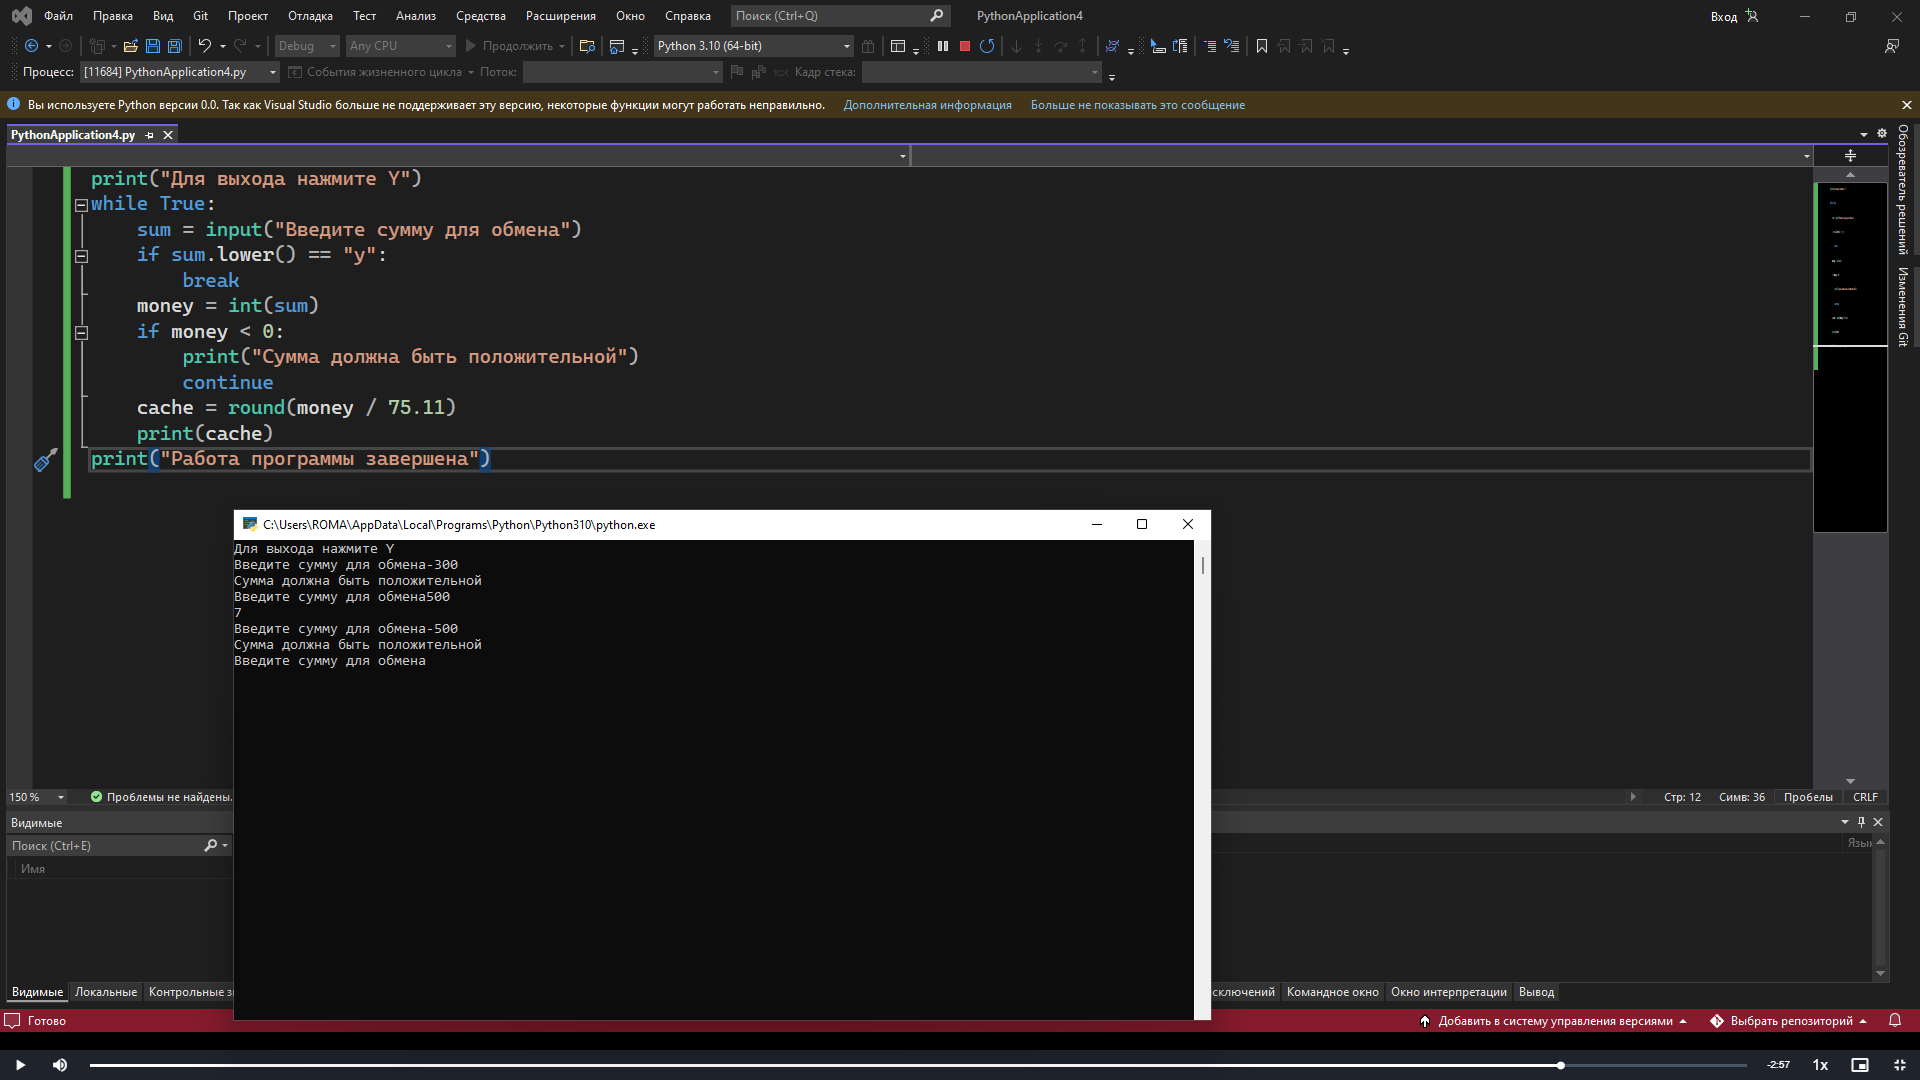 Файл Правка Вид Git Проект Отладка Тест Анализ Средства Расширения Окно Справка Поиск (Ctrl+Q) PythonApplication4 Вход
Debug Any CPU Продолжить Python 3.10 (64-bit)
Процесс: [11684] PythonApplication4.py События жизненного цикла Поток: Кадр стека:
Вы используете Python версии 0.0. Так как Visual Studio больше не поддерживает эту версию, некоторые функции могут работать неправильно. Дополнительная информация Больше не показывать это сообщение
PythonApplication4.py
Обозреватель решений
Изменения Git
print("Для выхода нажмите Y")
while True:
sum = input("Введите сумму для обмена")
if sum.lower() == "y":
break
money = int(sum)
if money < 0:
print("Сумма должна быть положительной")
continue
cache = round(money / 75.11)
print(cache)
print("Работа программы завершена")
C:\Users\ROMA\AppData\Local\Programs\Python\Python310\python.exe
Для выхода нажмите Y
Введите сумму для обмена-300
Сумма должна быть положительной
Введите сумму для обмена500
7
Введите сумму для обмена-500
Сумма должна быть положительной
Введите сумму для обмена
150 % Проблемы не найдены. Стр: 12 Симв: 36 Пробелы CRLF
Видимые
Поиск (Ctrl+E)
Имя Язык
Видимые Локальные Контрольные з сключений Командное окно Окно интерпретации Вывод
Готово Добавить в систему управления версиями Выбрать репозиторий
-2:57 1x